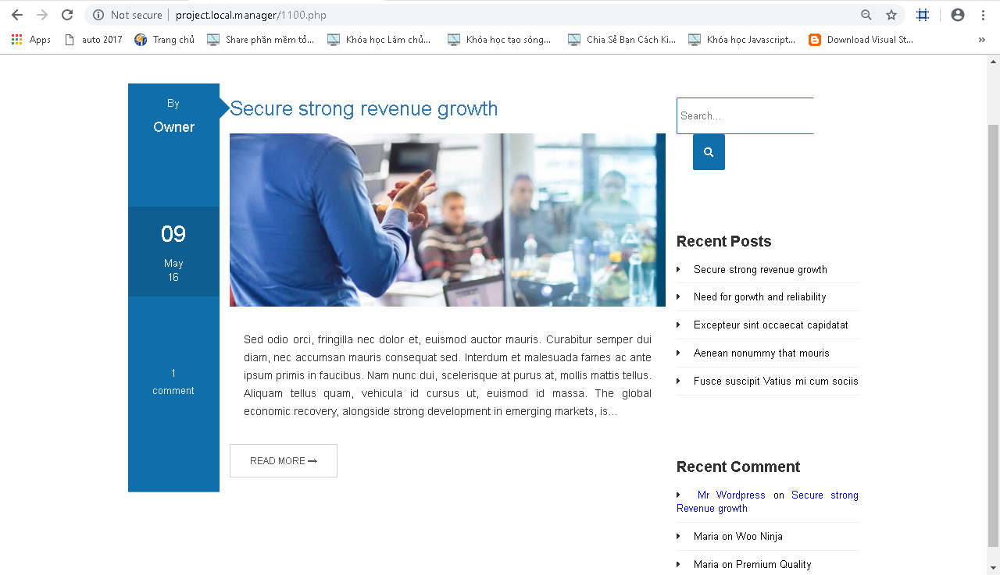 Not secure project.local.manager/1100.php
Apps auto 2017 Trang chủ Share phần mềm tổ... Khóa học Làm chủ... Khóa học tạo sóng... Chia Sẻ Bạn Cách Ki... Khóa học Javascript... Download Visual St... »
By
Owner
09
May
16
1
comment
Secure strong revenue growth
Sed odio orci, fringilla nec dolor et, euismod auctor mauris. Curabitur semper dui
diam, nec accumsan mauris consequat sed. Interdum et malesuada fames ac ante
ipsum primis in faucibus. Nam nunc dui, scelerisque at purus at, mollis mattis tellus.
Aliquam tellus quam, vehicula id cursus ut, euismod id massa. The global
economic recovery, alongside strong development in emerging markets, is...
READ MORE
Search...
Recent Posts
Secure strong revenue growth
Need for gorwth and reliability
Excepteur sint occaecat capidatat
Aenean nonummy that mouris
Fusce suscipit Vatius mi cum sociis
Recent Comment
Mr Wordpress on Secure strong
Revenue growth
Maria on Woo Ninja
Maria on Premium Quality